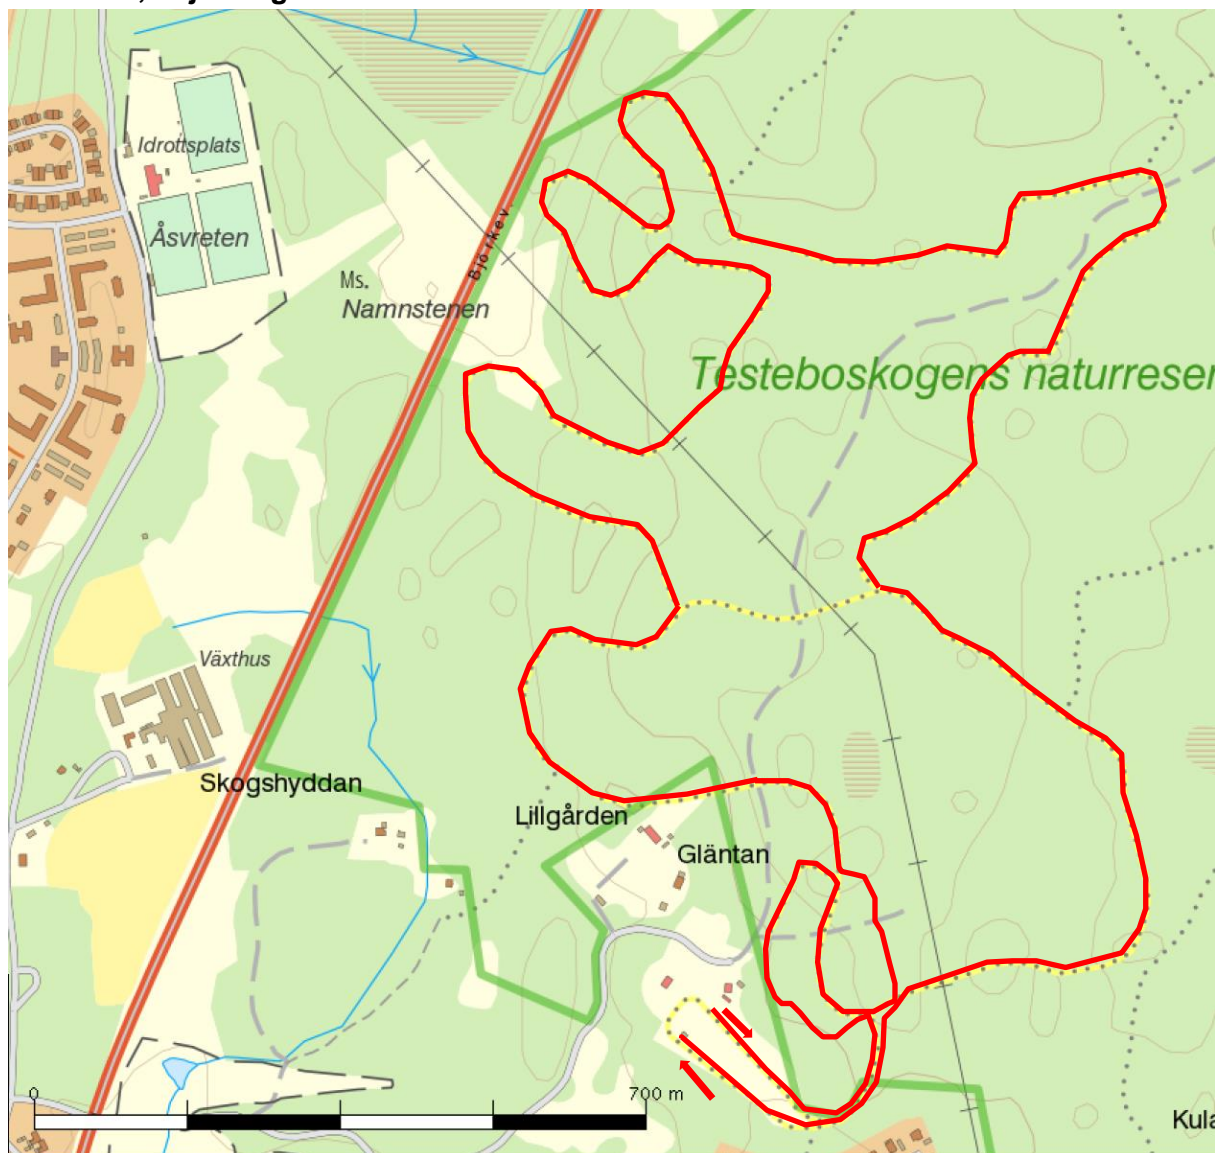 Idrottsplats
Åsvreten
Björkev.
Ms.
Namnstenen
Testeboskogens naturreser
Växthus
Skogshyddan
Lillgården
Gläntan
0
700 m
Kula